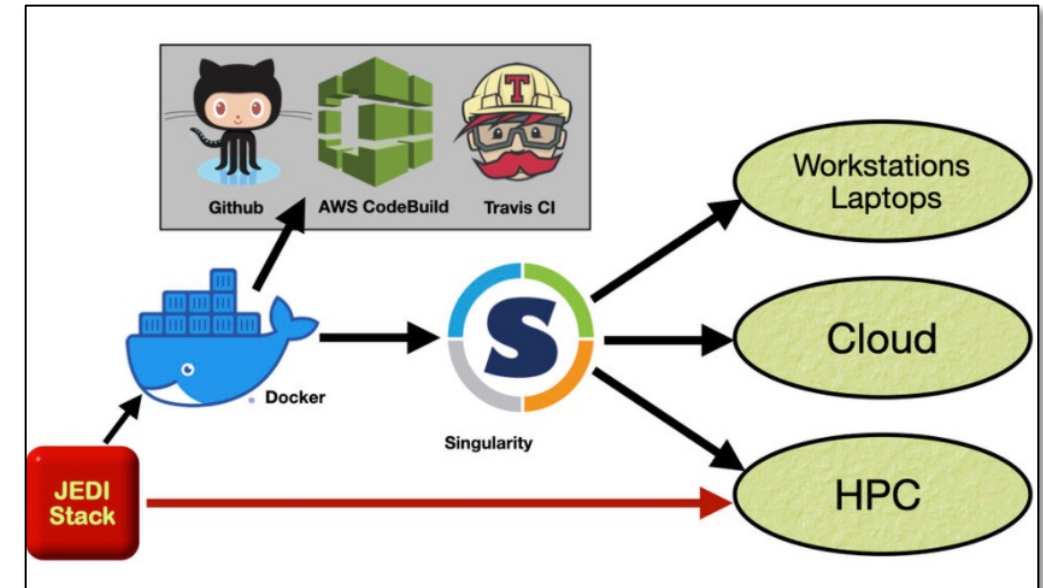 Github
AWS CodeBuild
Travis CI
T
Workstations
Laptops
Docker
S
Singularity
Cloud
JEDI
Stack
HPC